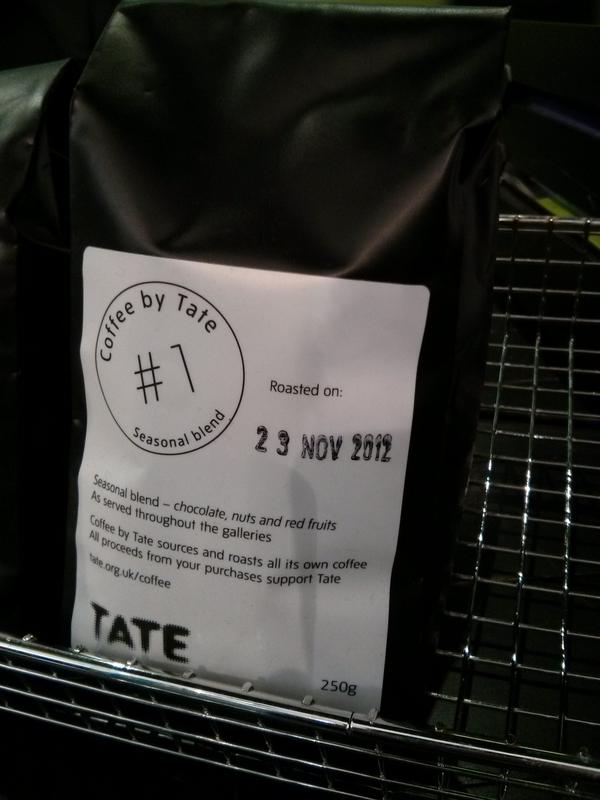 Coffee by Tate
#1
Seasonal blend
Roasted on:
23 NOV 2012
Seasonal blend – chocolate, nuts and red fruits
As served throughout the galleries
Coffee by Tate sources and roasts all its own coffee
All proceeds from your purchases support Tate
tate.org.uk/coffee
TATE
250g